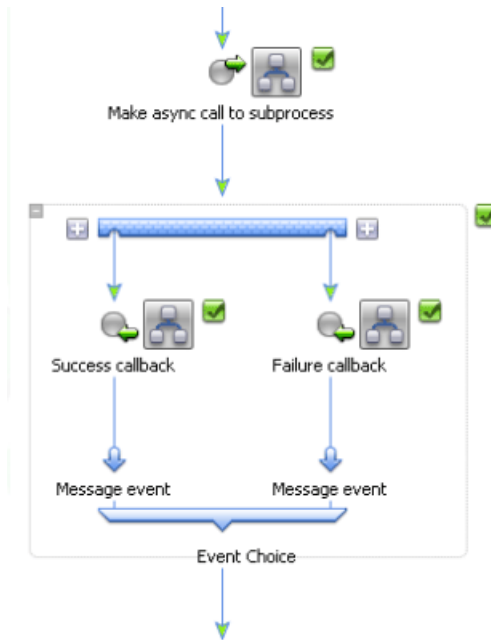 Make async call to subprocess
Success callback
Failure callback
Message event
Message event
Event Choice